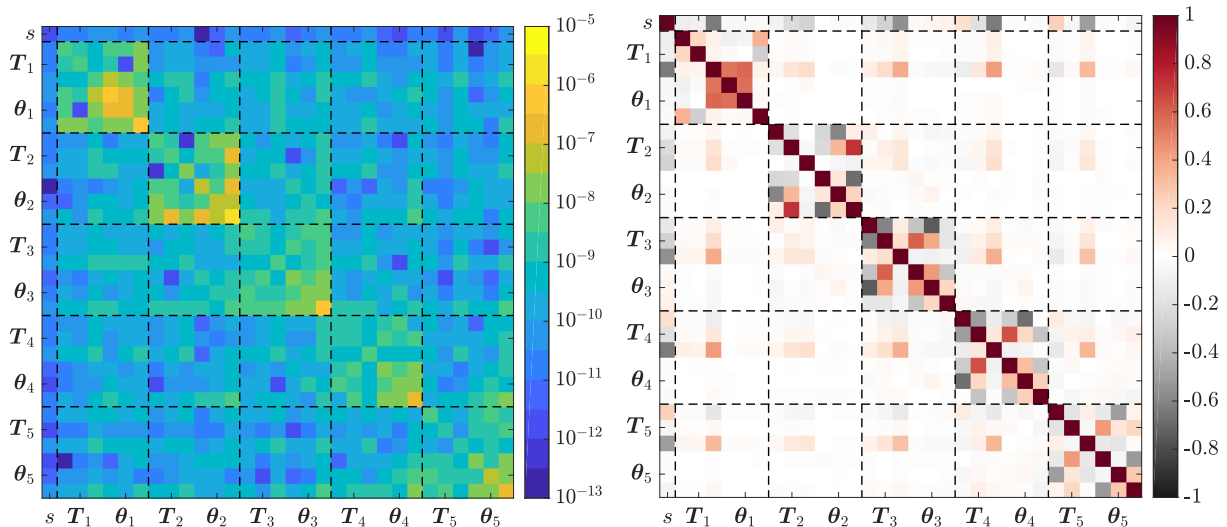 s
T₁
θ₁
T₂
θ₂
T₃
θ₃
T₄
θ₄
T₅
θ₅
s T₁ θ₁ T₂ θ₂ T₃ θ₃ T₄ θ₄ T₅ θ₅
10⁻⁵
10⁻⁶
10⁻⁷
10⁻⁸
10⁻⁹
10⁻¹⁰
10⁻¹¹
10⁻¹²
10⁻¹³
s
T₁
θ₁
T₂
θ₂
T₃
θ₃
T₄
θ₄
T₅
θ₅
s T₁ θ₁ T₂ θ₂ T₃ θ₃ T₄ θ₄ T₅ θ₅
1
0.8
0.6
0.4
0.2
0
-0.2
-0.4
-0.6
-0.8
-1